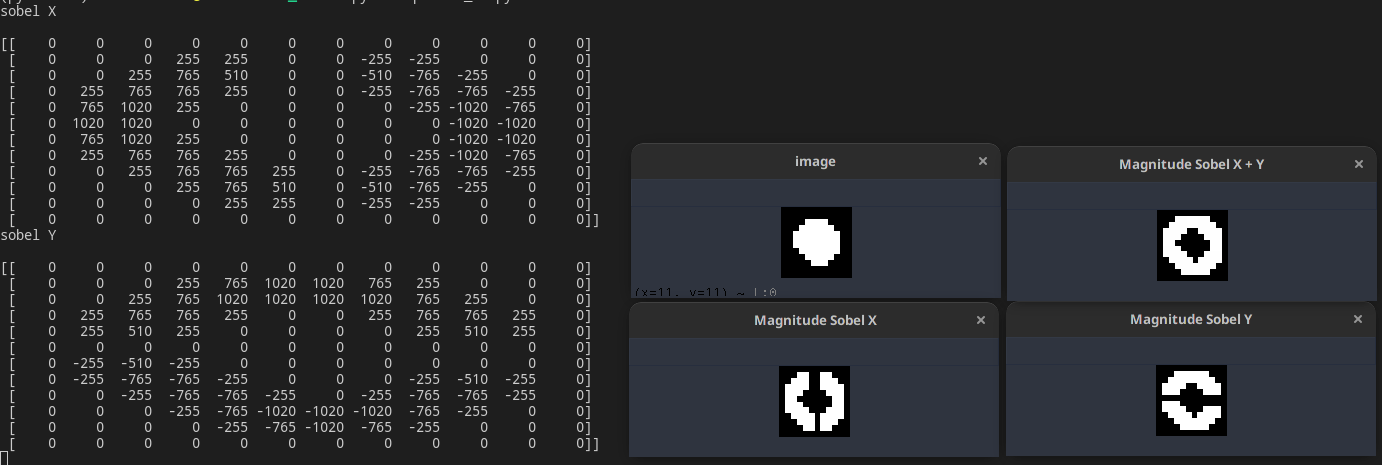 sobel X
[[    0     0     0     0     0     0     0     0     0     0     0     0]
 [    0     0     0   255   255     0     0  -255  -255     0     0     0]
 [    0     0   255   765   510     0     0  -510  -765  -255     0     0]
 [    0   255   765   765   255     0     0  -255  -765  -765  -255     0]
 [    0   765  1020   255     0     0     0     0  -255 -1020  -765     0]
 [    0  1020  1020     0     0     0     0     0     0 -1020 -1020     0]
 [    0   765  1020   255     0     0     0     0     0 -1020 -1020     0]
 [    0   255   765   765   255     0     0     0  -255 -1020  -765     0]
 [    0     0   255   765   765   255     0  -255  -765  -765  -255     0]
 [    0     0     0   255   765   510     0  -510  -765  -255     0     0]
 [    0     0     0     0   255   255     0  -255  -255     0     0     0]
 [    0     0     0     0     0     0     0     0     0     0     0     0]]
sobel Y
[[    0     0     0     0     0     0     0     0     0     0     0     0]
 [    0     0     0   255   765  1020  1020   765   255     0     0     0]
 [    0     0   255   765  1020  1020  1020  1020   765   255     0     0]
 [    0   255   765   765   255     0     0   255   765   765   255     0]
 [    0   255   510   255     0     0     0     0   255   510   255     0]
 [    0     0     0     0     0     0     0     0     0     0     0     0]
 [    0  -255  -510  -255     0     0     0     0     0     0     0     0]
 [    0  -255  -765  -765  -255     0     0     0  -255  -510  -255     0]
 [    0     0  -255  -765  -765  -255     0  -255  -765  -765  -255     0]
 [    0     0     0  -255  -765 -1020 -1020 -1020  -765  -255     0     0]
 [    0     0     0     0  -255  -765 -1020  -765  -255     0     0     0]
 [    0     0     0     0     0     0     0     0     0     0     0     0]]
image
Magnitude Sobel X + Y
(x=11, y=11) ~ L:0
Magnitude Sobel X
Magnitude Sobel Y